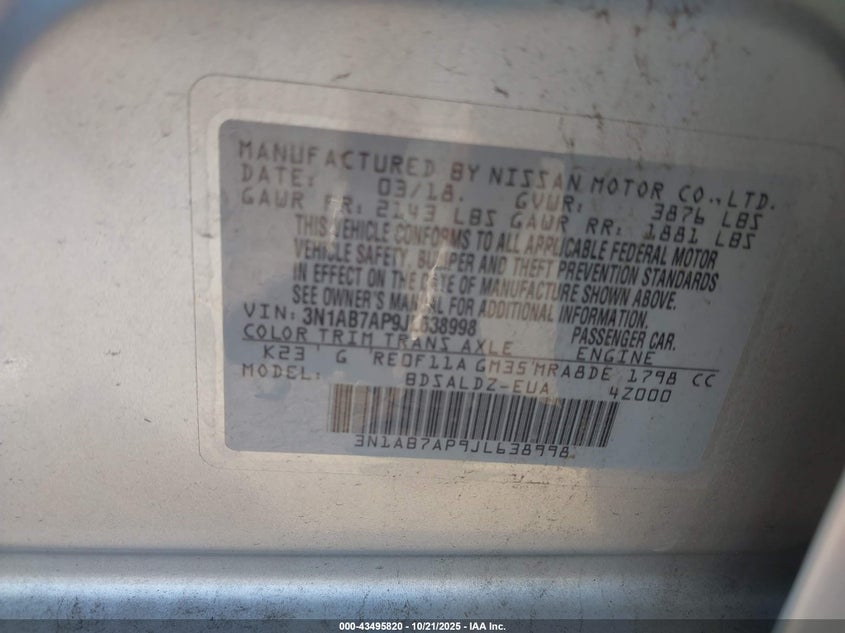 MANUFACTURED BY NISSAN MOTOR CO., LTD.
DATE: 03/18. GVWR: 3876 LBS
GAWR FR: 2143 LBS GAWR RR: 1881 LBS
THIS VEHICLE CONFORMS TO ALL APPLICABLE FEDERAL MOTOR
VEHICLE SAFETY, BUMPER AND THEFT PREVENTION STANDARDS
IN EFFECT ON THE DATE OF MANUFACTURE SHOWN ABOVE.
SEE OWNER'S MANUAL FOR ADDITIONAL INFORMATION.
VIN: 3N1AB7AP9JL638998 PASSENGER CAR.
COLOR TRIM TRANS AXLE ENGINE
K23 G RE0F11A GM35 MRA8DE 1798 CC
MODEL: BDSALDZ-EUA 4Z000
3N1AB7AP9JL638998
000-43495820 - 10/21/2025 - IAA Inc.